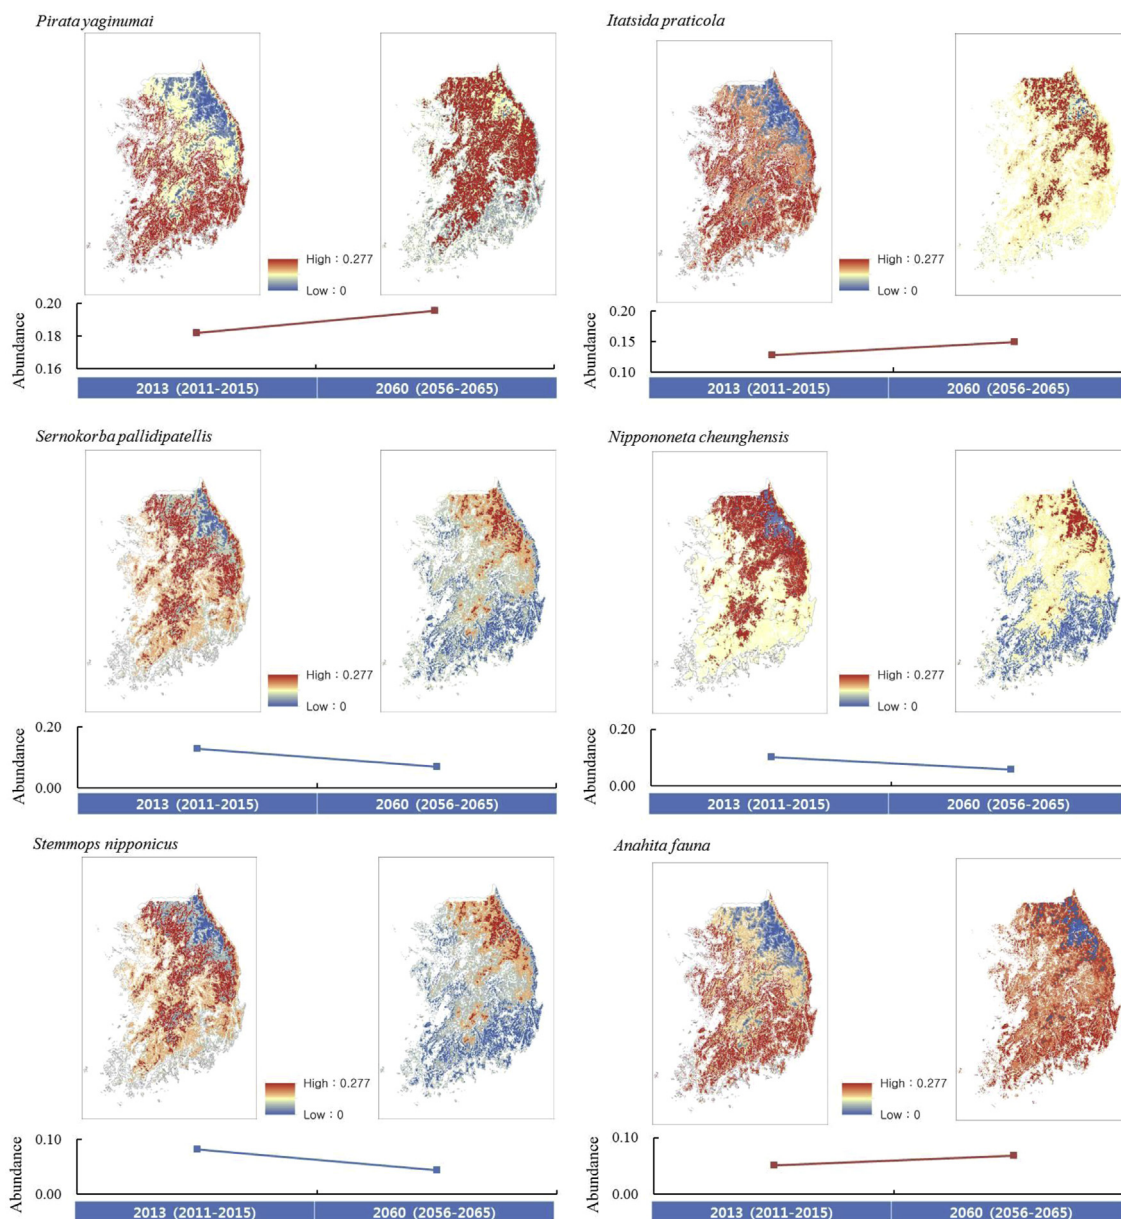 Pirata yaginumai
High : 0.277
Low : 0
0.20
0.18
0.16
Abundance
2013 (2011-2015)
2060 (2056-2065)
Itatsida praticola
High : 0.277
Low : 0
0.20
0.15
0.10
Abundance
2013 (2011-2015)
2060 (2056-2065)
Sernokorba pallidipatellis
High : 0.277
Low : 0
0.20
0.00
Abundance
2013 (2011-2015)
2060 (2056-2065)
Nippononeta cheunghensis
High : 0.277
Low : 0
0.20
0.00
Abundance
2013 (2011-2015)
2060 (2056-2065)
Stemmops nipponicus
High : 0.277
Low : 0
0.10
0.00
Abundance
2013 (2011-2015)
2060 (2056-2065)
Anahita fauna
High : 0.277
Low : 0
0.10
0.00
Abundance
2013 (2011-2015)
2060 (2056-2065)